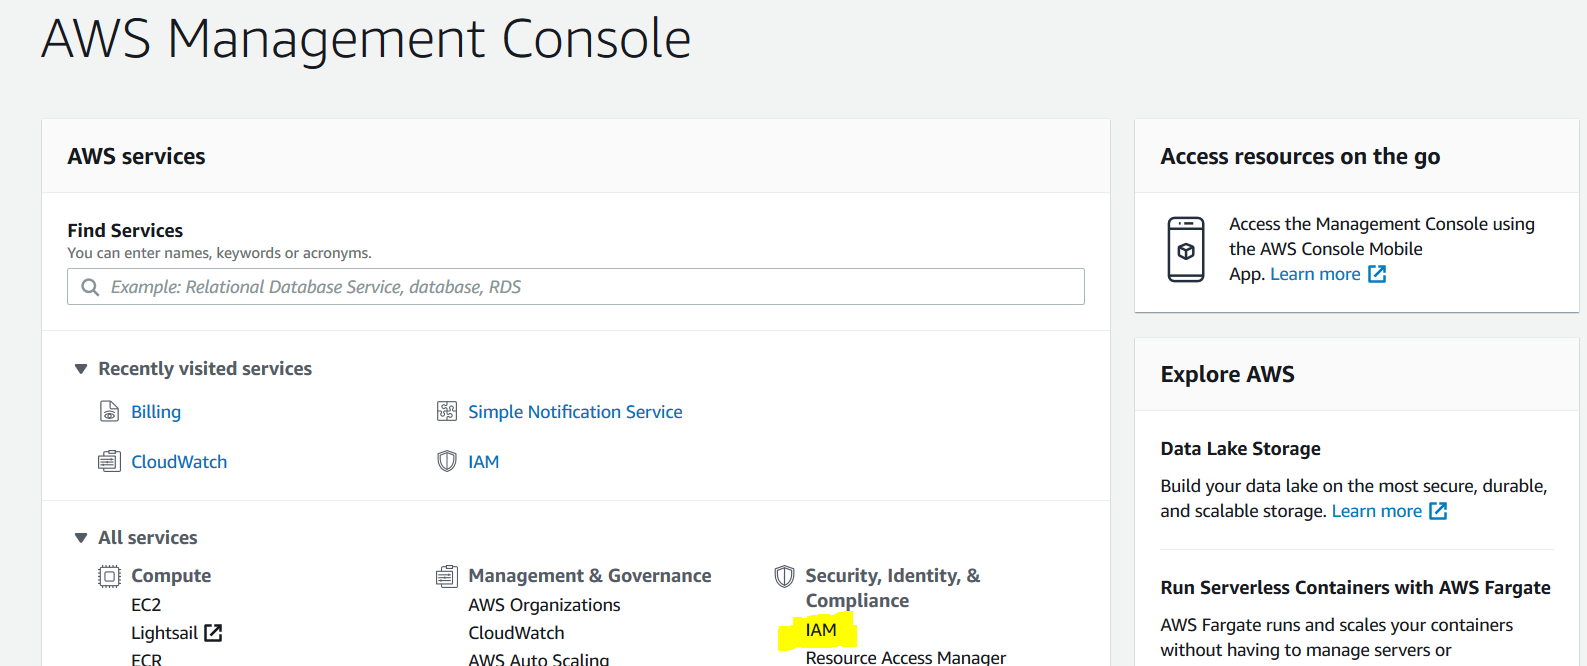 AWS Management Console
AWS services
Find Services
You can enter names, keywords or acronyms.
Example: Relational Database Service, database, RDS
Recently visited services
Billing
Simple Notification Service
CloudWatch
IAM
All services
Compute
EC2
Lightsail
ECR
Management & Governance
AWS Organizations
CloudWatch
AWS Auto Scaling
Security, Identity, &
Compliance
IAM
Resource Access Manager
Access resources on the go
Access the Management Console using
the AWS Console Mobile
App. Learn more
Explore AWS
Data Lake Storage
Build your data lake on the most secure, durable,
and scalable storage. Learn more
Run Serverless Containers with AWS Fargate
AWS Fargate runs and scales your containers
without having to manage servers or